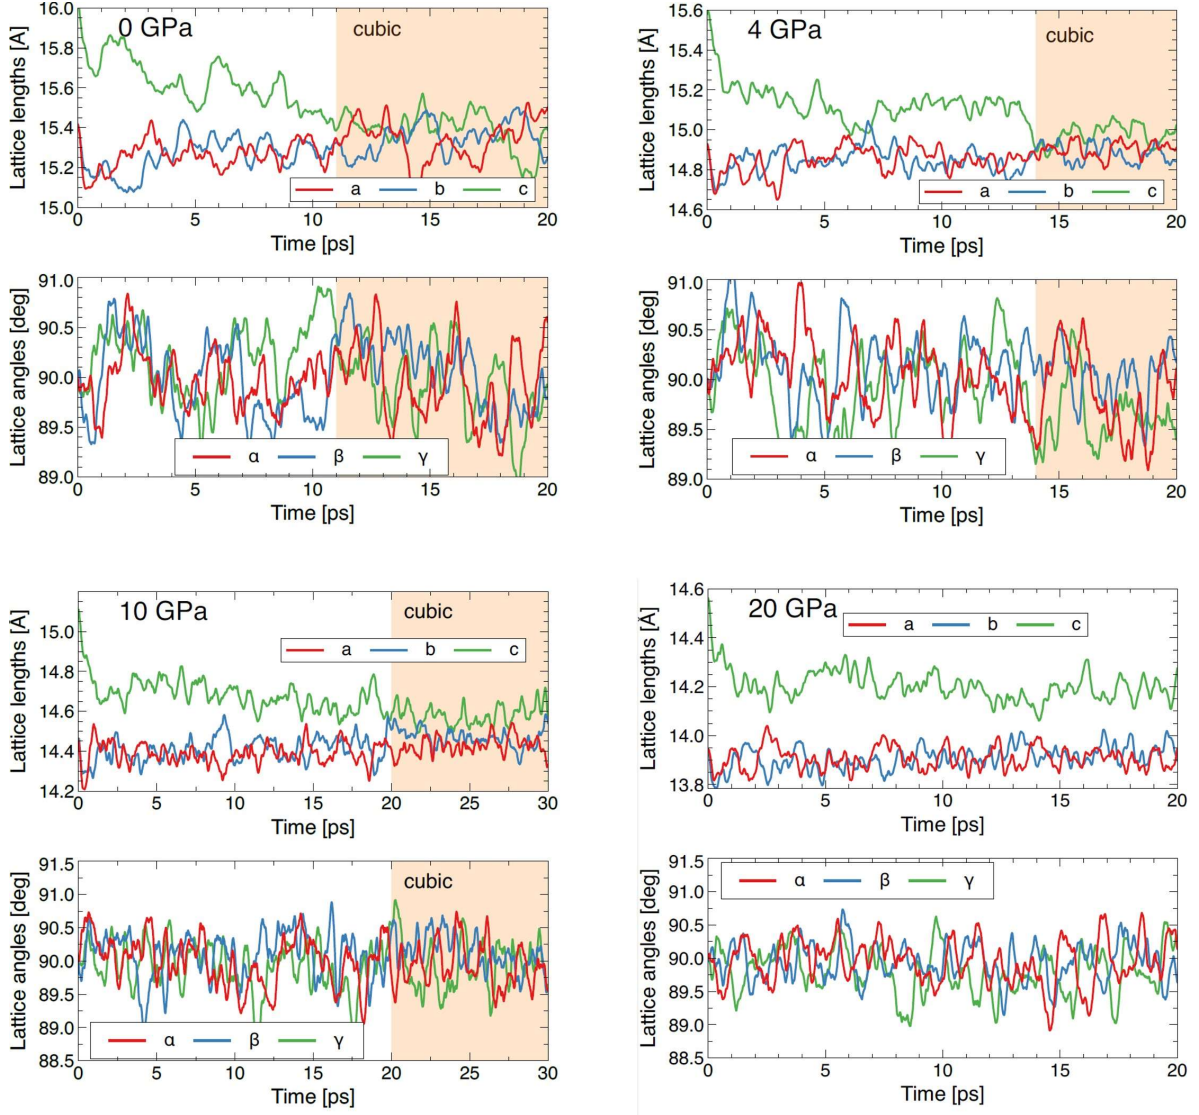 0 GPa
cubic
Lattice lengths [Å]
16.0
15.8
15.6
15.4
15.2
15.0
a b c
0 5 10 15 20
Time [ps]
Lattice angles [deg]
91.0
90.5
90.0
89.5
89.0
α β γ
0 5 10 15 20
Time [ps]
4 GPa
cubic
Lattice lengths [Å]
15.6
15.4
15.2
15.0
14.8
14.6
a b c
0 5 10 15 20
Time [ps]
Lattice angles [deg]
91.0
90.5
90.0
89.5
89.0
α β γ
0 5 10 15 20
Time [ps]
10 GPa
cubic
Lattice lengths [Å]
15.0
14.8
14.6
14.4
14.2
a b c
0 5 10 15 20 25 30
Time [ps]
Lattice angles [deg]
cubic
91.5
91.0
90.5
90.0
89.5
89.0
88.5
α β γ
0 5 10 15 20 25 30
Time [ps]
20 GPa
Lattice lengths [Å]
14.6
14.4
14.2
14.0
13.8
a b c
0 5 10 15 20
Time [ps]
Lattice angles [deg]
91.5
91.0
90.5
90.0
89.5
89.0
88.5
α β γ
0 5 10 15 20
Time [ps]